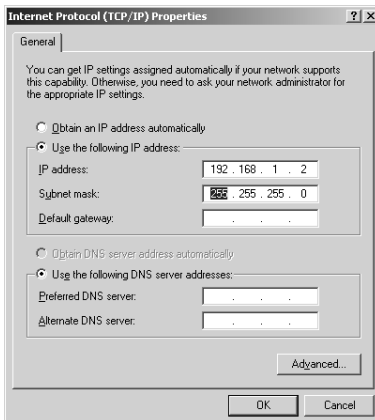 Internet Protocol (TCP/IP) Properties
? ×
General
You can get IP settings assigned automatically if your network supports
this capability. Otherwise, you need to ask your network administrator for
the appropriate IP settings.
Obtain an IP address automatically
Use the following IP address:
IP address: 192 . 168 . 1 . 2
Subnet mask: 255 . 255 . 255 . 0
Default gateway: . . .
Obtain DNS server address automatically
Use the following DNS server addresses:
Preferred DNS server: . . .
Alternate DNS server: . . .
Advanced...
OK Cancel